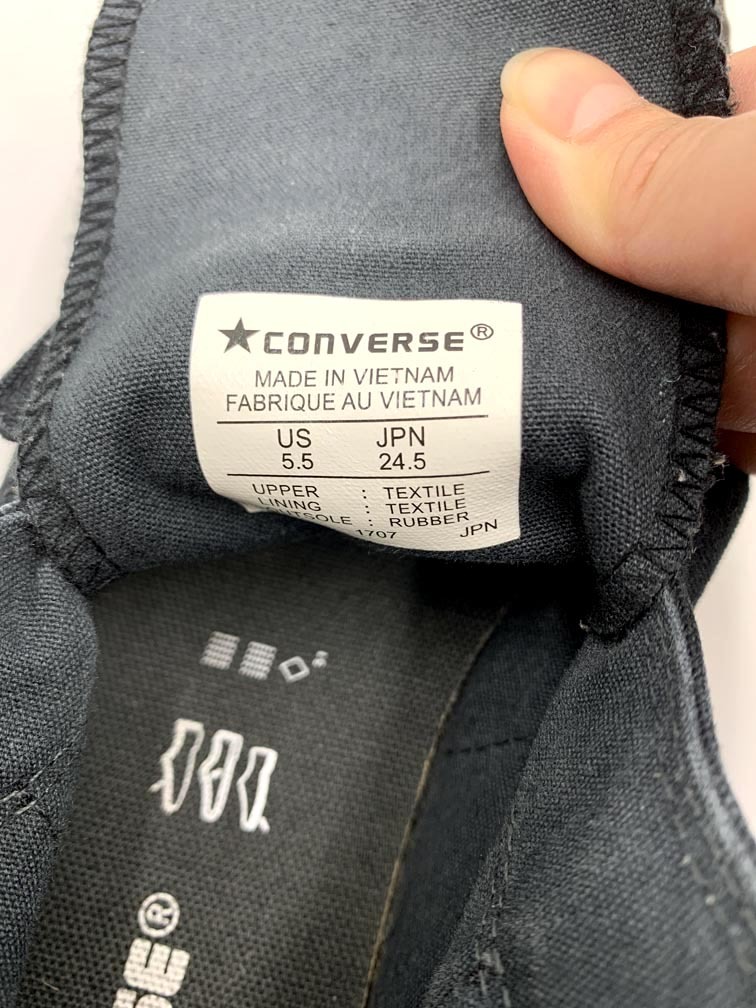 ★CONVERSE®
MADE IN VIETNAM
FABRIQUE AU VIETNAM
US JPN
5.5 24.5
UPPER : TEXTILE
LINING : TEXTILE
: RUBBER
1707 JPN
SE®